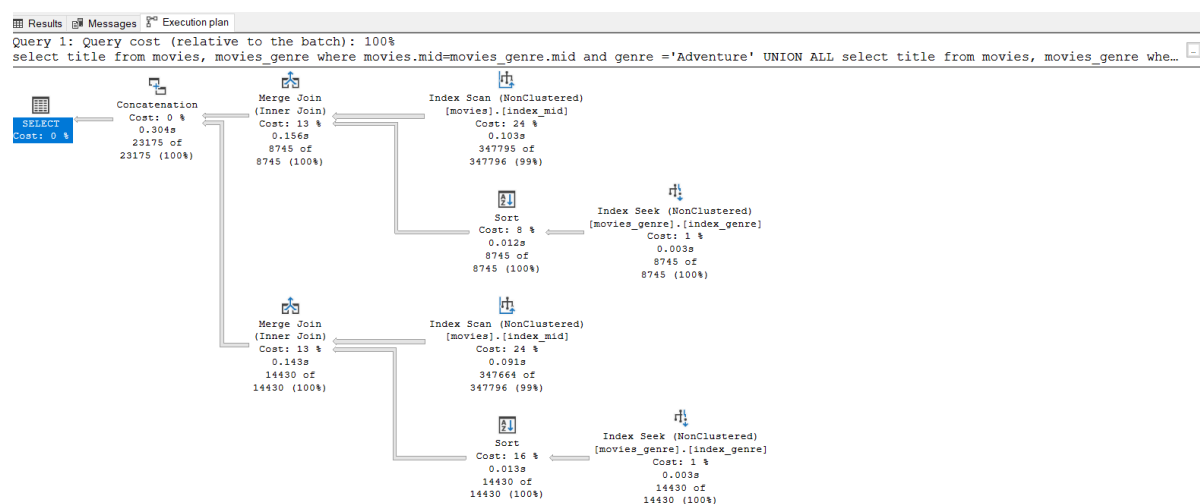 Results Messages Execution plan
Query 1: Query cost (relative to the batch): 100%
select title from movies, movies_genre where movies.mid=movies_genre.mid and genre ='Adventure' UNION ALL select title from movies, movies_genre whe…
SELECT
Cost: 0 %
Concatenation
Cost: 0 %
0.304s
23175 of
23175 (100%)
Merge Join
(Inner Join)
Cost: 13 %
0.156s
8745 of
8745 (100%)
Index Scan (NonClustered)
[movies].[index_mid]
Cost: 24 %
0.103s
347795 of
347796 (99%)
Sort
Cost: 8 %
0.012s
8745 of
8745 (100%)
Index Seek (NonClustered)
[movies_genre].[index_genre]
Cost: 1 %
0.003s
8745 of
8745 (100%)
Merge Join
(Inner Join)
Cost: 13 %
0.143s
14430 of
14430 (100%)
Index Scan (NonClustered)
[movies].[index_mid]
Cost: 24 %
0.091s
347664 of
347796 (99%)
Sort
Cost: 16 %
0.013s
14430 of
14430 (100%)
Index Seek (NonClustered)
[movies_genre].[index_genre]
Cost: 1 %
0.003s
14430 of
14430 (100%)